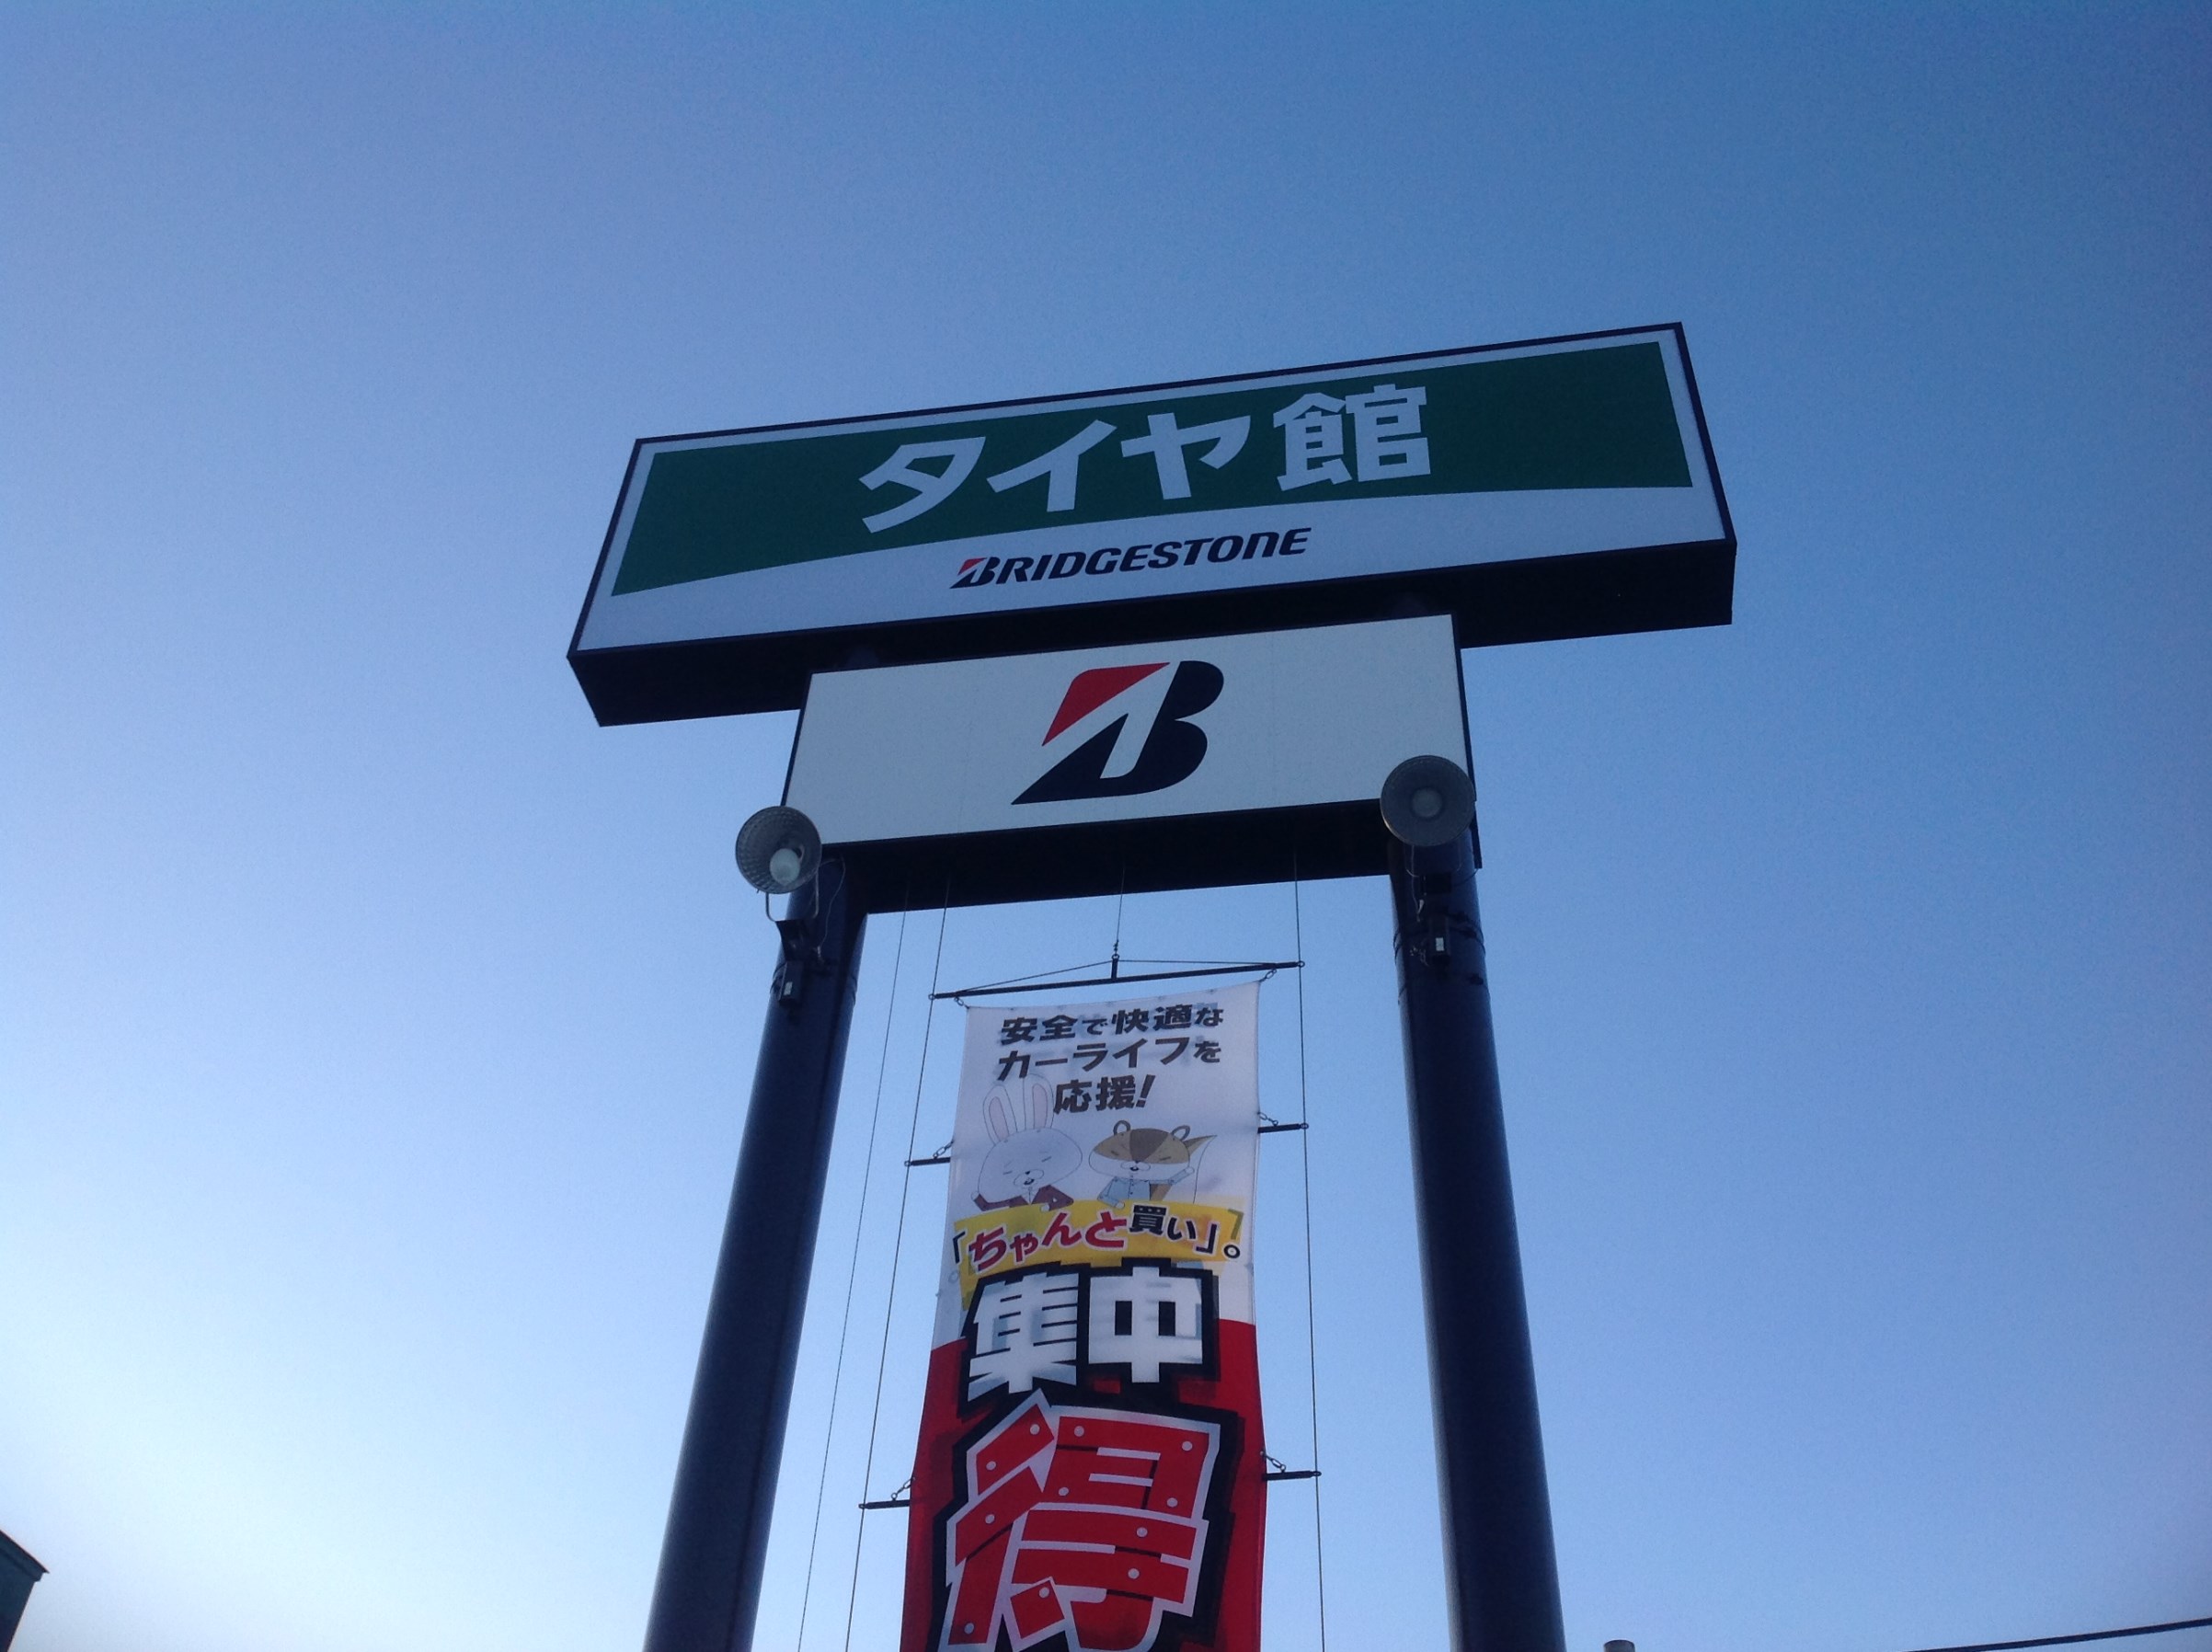 タイヤ館
BRIDGESTONE
B
安全で快適な
カーライフを
応援!
「ちゃんと買い」。
集中
得